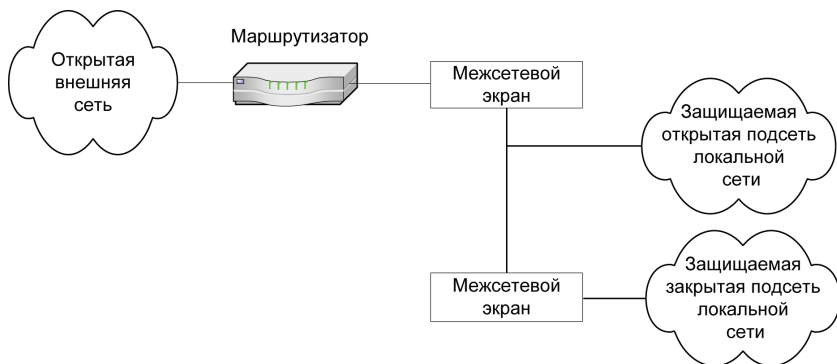 Открытая
внешняя
сеть
Маршрутизатор
Межсетевой
экран
Защищаемая
открытая подсеть
локальной
сети
Межсетевой
экран
Защищаемая
закрытая подсеть
локальной
сети